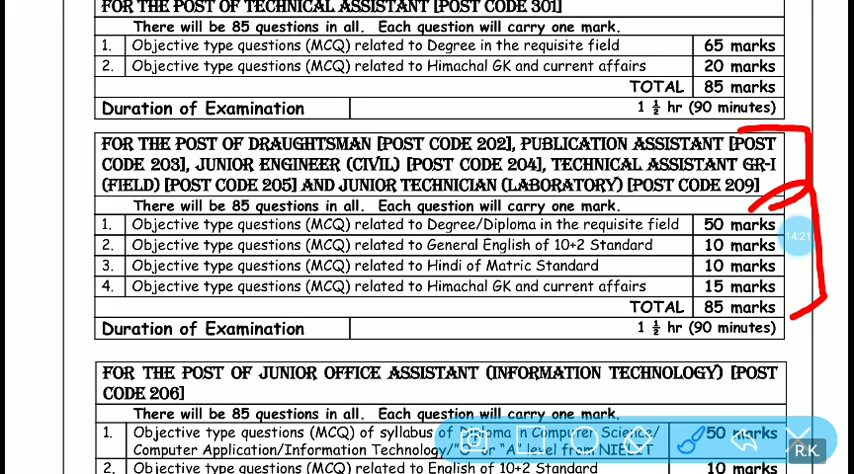 FOR THE POST OF TECHNICAL ASSISTANT [POST CODE 301]
There will be 85 questions in all. Each question will carry one mark.
1. Objective type questions (MCQ) related to Degree in the requisite field 65 marks
2. Objective type questions (MCQ) related to Himachal GK and current affairs 20 marks
TOTAL 85 marks
Duration of Examination 1 ½ hr (90 minutes)
FOR THE POST OF DRAUGHTSMAN [POST CODE 202], PUBLICATION ASSISTANT [POST
CODE 203], JUNIOR ENGINEER (CIVIL) [POST CODE 204], TECHNICAL ASSISTANT GR-I
(FIELD) [POST CODE 205] AND JUNIOR TECHNICIAN (LABORATORY) [POST CODE 209]
There will be 85 questions in all. Each question will carry one mark.
1. Objective type questions (MCQ) related to Degree/Diploma in the requisite field 50 marks
2. Objective type questions (MCQ) related to General English of 10+2 Standard 10 marks
14:21
3. Objective type questions (MCQ) related to Hindi of Matric Standard 10 marks
4. Objective type questions (MCQ) related to Himachal GK and current affairs 15 marks
TOTAL 85 marks
Duration of Examination 1 ½ hr (90 minutes)
FOR THE POST OF JUNIOR OFFICE ASSISTANT (INFORMATION TECHNOLOGY) [POST
CODE 206]
There will be 85 questions in all. Each question will carry one mark.
1. Objective type questions (MCQ) of syllabus of Diploma in Computer Science/ 50 marks
Computer Application/Information Technology/"O" or "A" level from NIELIT
R.K.
2. Objective type questions (MCQ) related to English of 10+2 Standard 10 marks